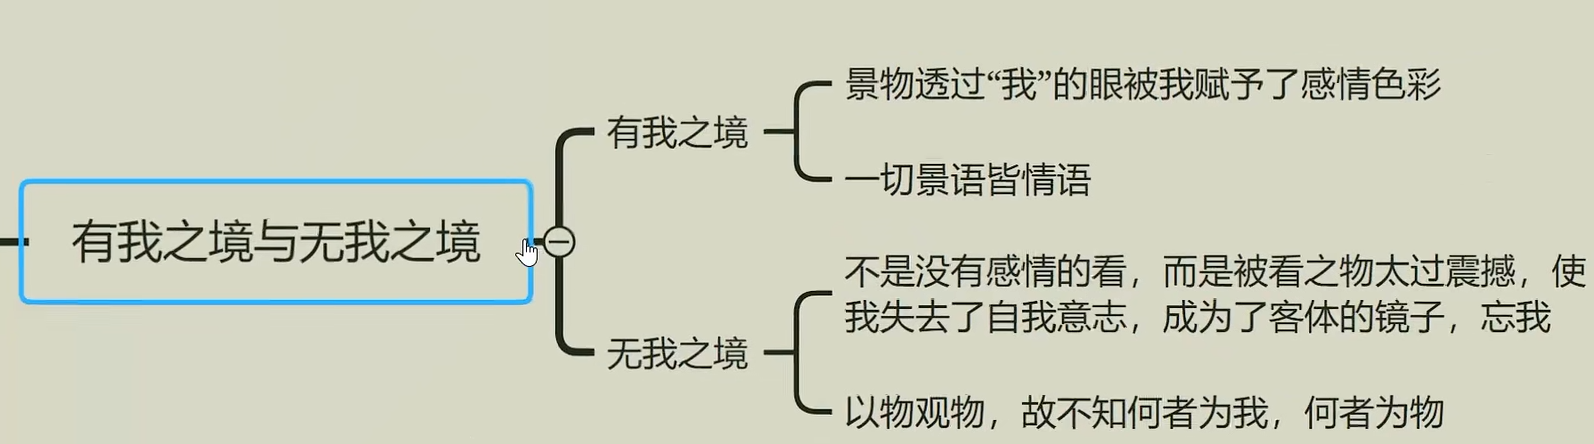 景物透过“我”的眼被我赋予了感情色彩
有我之境
一切景语皆情语
有我之境与无我之境
不是没有感情的看，而是被看之物太过震撼，使
我失去了自我意志，成为了客体的镜子，忘我
无我之境
以物观物，故不知何者为我，何者为物